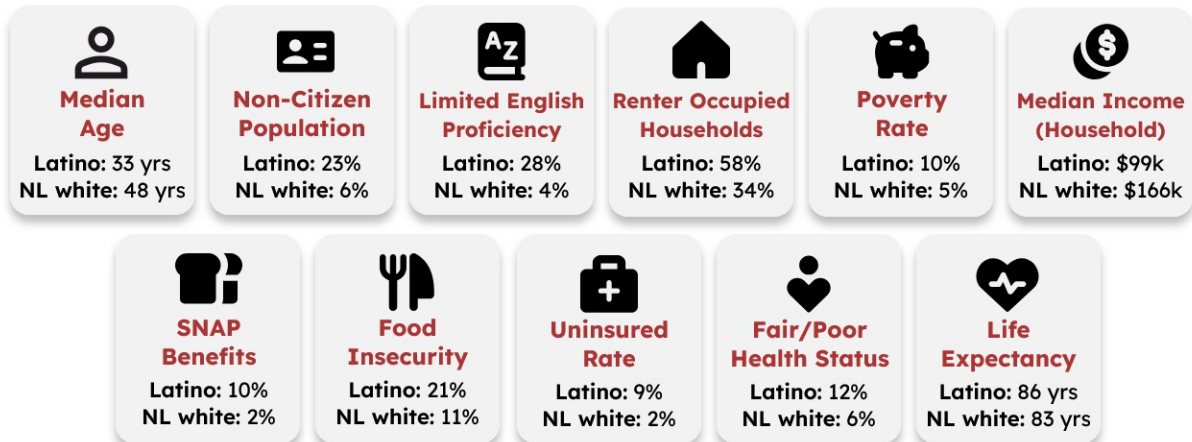 AZ
Median
Age
Latino: 33 yrs
NL white: 48 yrs
Non-Citizen
Population
Latino: 23%
NL white: 6%
Limited English
Proficiency
Latino: 28%
NL white: 4%
Renter Occupied
Households
Latino: 58%
NL white: 34%
Poverty
Rate
Latino: 10%
NL white: 5%
$
Median Income
(Household)
Latino: $99k
NL white: $166k
SNAP
Benefits
Latino: 10%
NL white: 2%
Food
Insecurity
Latino: 21%
NL white: 11%
Uninsured
Rate
Latino: 9%
NL white: 2%
Fair/Poor
Health Status
Latino: 12%
NL white: 6%
Life
Expectancy
Latino: 86 yrs
NL white: 83 yrs